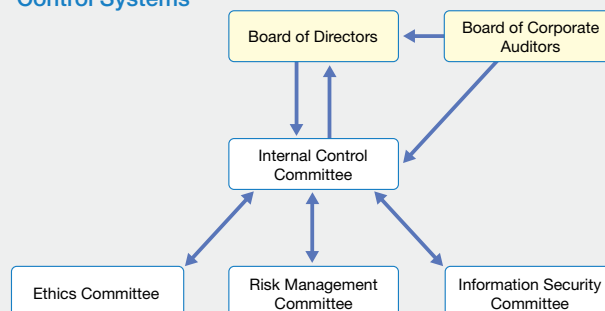 Control Systems
Board of Directors
Board of Corporate
Auditors
Internal Control
Committee
Ethics Committee
Risk Management
Committee
Information Security
Committee